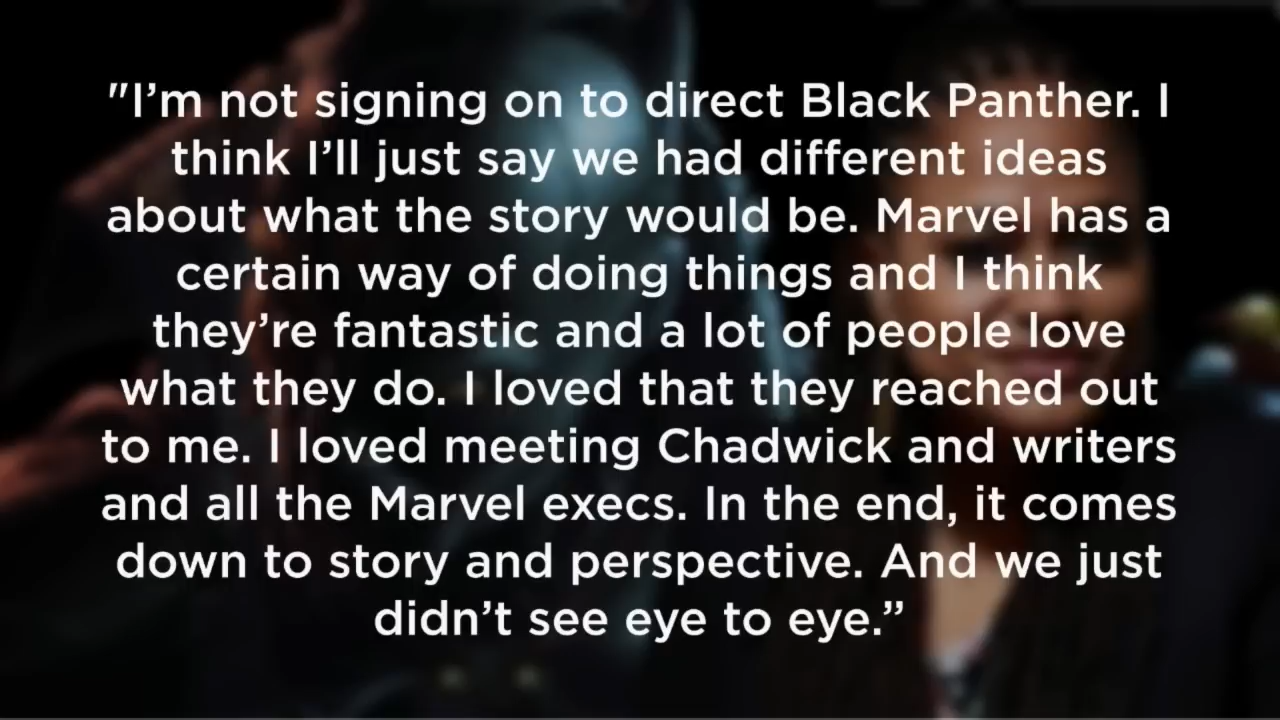 "I’m not signing on to direct Black Panther. I
think I’ll just say we had different ideas
about what the story would be. Marvel has a
certain way of doing things and I think
they’re fantastic and a lot of people love
what they do. I loved that they reached out
to me. I loved meeting Chadwick and writers
and all the Marvel execs. In the end, it comes
down to story and perspective. And we just
didn’t see eye to eye.”